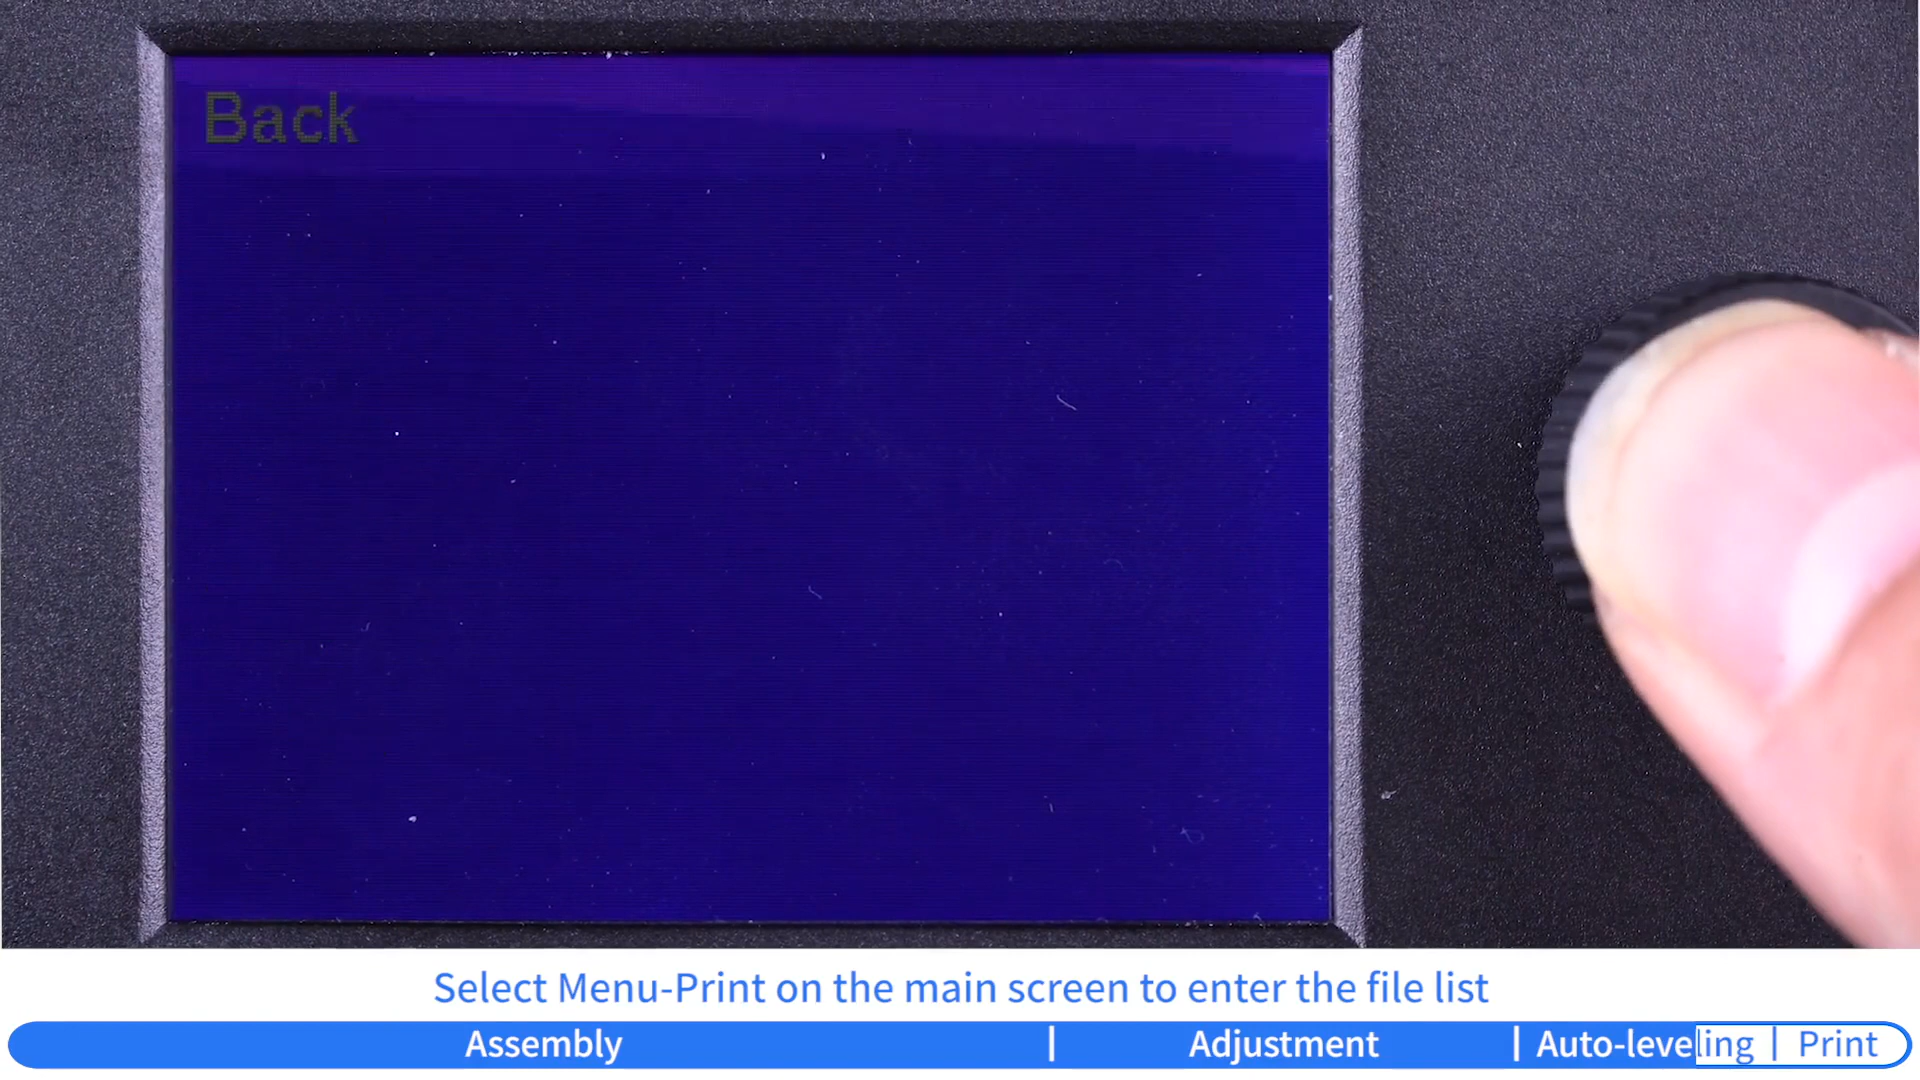 Back
Select Menu-Print on the main screen to enter the file list
Assembly | Adjustment | Auto-leveling | Print